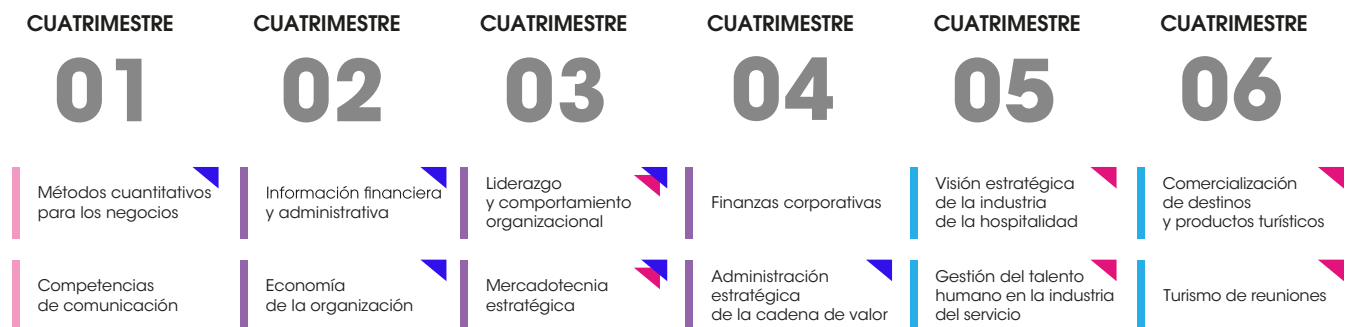 CUATRIMESTRE
01
Métodos cuantitativos
para los negocios
Competencias
de comunicación
CUATRIMESTRE
02
Información financiera
y administrativa
Economía
de la organización
CUATRIMESTRE
03
Liderazgo
y comportamiento
organizacional
Mercadotecnia
estratégica
CUATRIMESTRE
04
Finanzas corporativas
Administración
estratégica
de la cadena de valor
CUATRIMESTRE
05
Visión estratégica
de la industria
de la hospitalidad
Gestión del talento
humano en la industria
del servicio
CUATRIMESTRE
06
Comercialización
de destinos
y productos turísticos
Turismo de reuniones